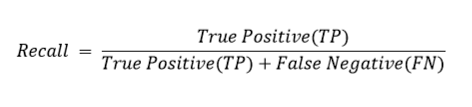 True Positive(TP)
Recall =
True Positive(TP) + False Negative(FN)